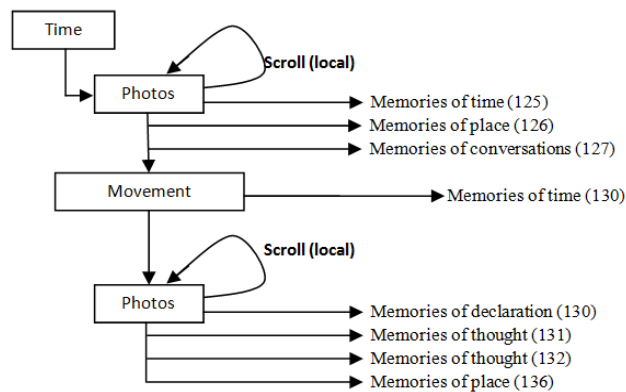 Time
Scroll (local)
Photos
Memories of time (125)
Memories of place (126)
Memories of conversations (127)
Movement
Memories of time (130)
Scroll (local)
Photos
Memories of declaration (130)
Memories of thought (131)
Memories of thought (132)
Memories of place (136)